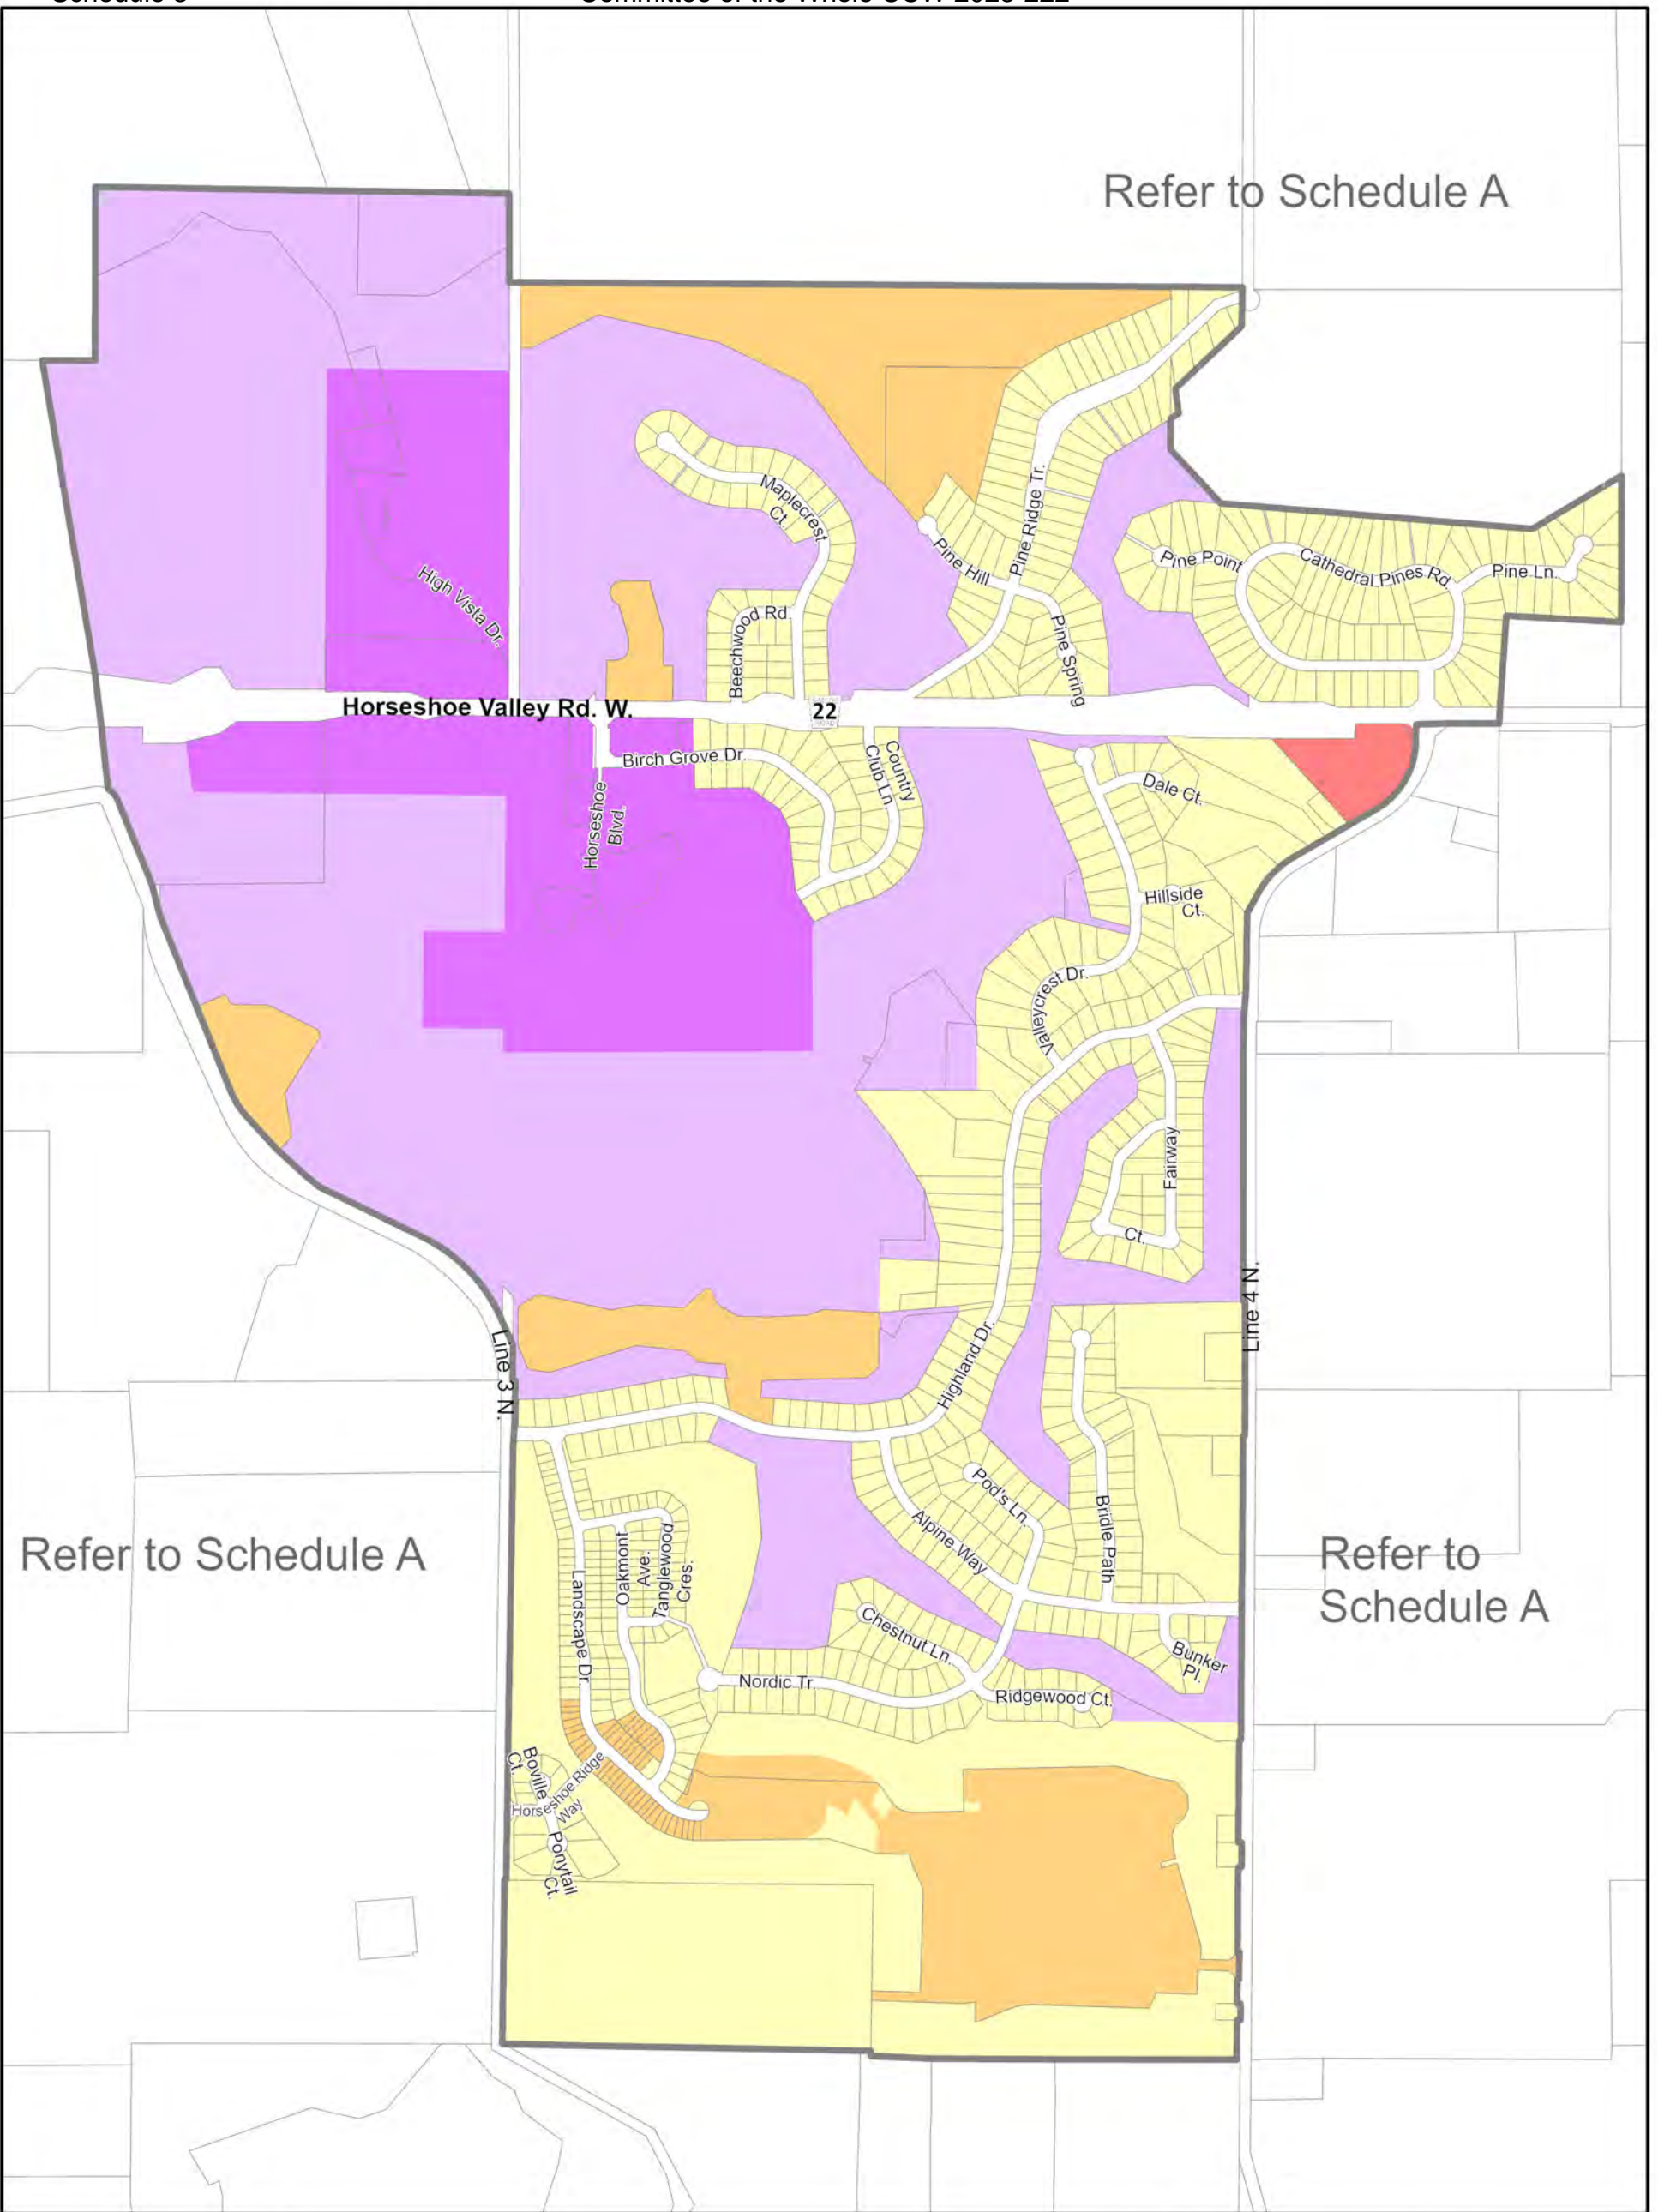 Refer to Schedule A
Maplecrest
Ct.
Pine Ridge Tr.
Pine Hill
Pine Point
Cathedral Pines Rd.
Pine Ln.
High Vista Dr.
Beechwood Rd.
Pine Spring
Horseshoe Valley Rd. W.
22
Birch Grove Dr.
Country
Club Ln.
Dale Ct.
Horseshoe
Blvd.
Hillside
Ct.
Valleycrest Dr.
Fairway
Ct.
Line 4 N.
Line 3 N.
Highland Dr.
Pod's Ln.
Alpine Way
Bridle Path
Refer to Schedule A
Oakmont
Ave.
Tanglewood
Cres.
Landscape Dr.
Refer to
Schedule A
Chestnut Ln.
Bunker
Pl.
Nordic Tr.
Ridgewood Ct.
Boville
Ct.
Horseshoe Ridge
Way
Ponytail
Ct.